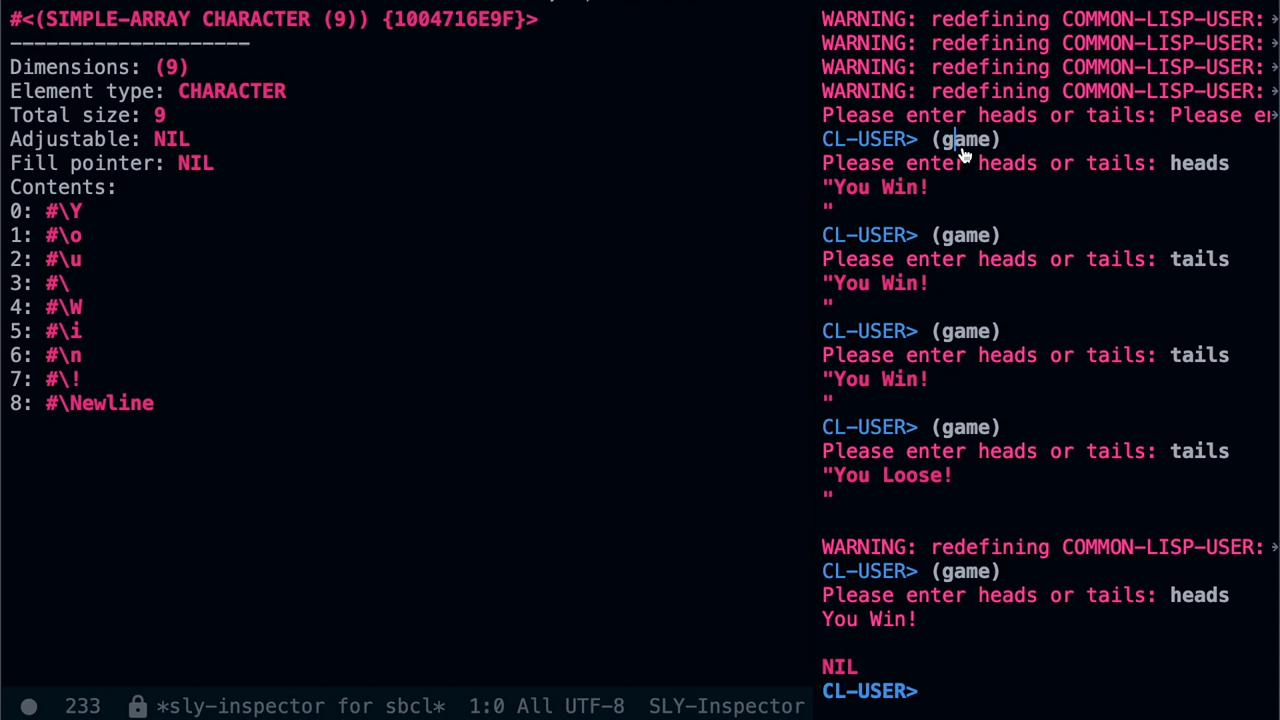 #<(SIMPLE-ARRAY CHARACTER (9)) {1004716E9F}>
--------------------
Dimensions: (9)
Element type: CHARACTER
Total size: 9
Adjustable: NIL
Fill pointer: NIL
Contents:
0: #\Y
1: #\o
2: #\u
3: #\
4: #\W
5: #\i
6: #\n
7: #\!
8: #\Newline
233 *sly-inspector for sbcl* 1:0 All UTF-8 SLY-Inspector
WARNING: redefining COMMON-LISP-USER:
WARNING: redefining COMMON-LISP-USER:
WARNING: redefining COMMON-LISP-USER:
WARNING: redefining COMMON-LISP-USER:
Please enter heads or tails: Please e
CL-USER> (game)
Please enter heads or tails: heads
"You Win!
"
CL-USER> (game)
Please enter heads or tails: tails
"You Win!
"
CL-USER> (game)
Please enter heads or tails: tails
"You Win!
"
CL-USER> (game)
Please enter heads or tails: tails
"You Loose!
"
WARNING: redefining COMMON-LISP-USER:
CL-USER> (game)
Please enter heads or tails: heads
You Win!
NIL
CL-USER>